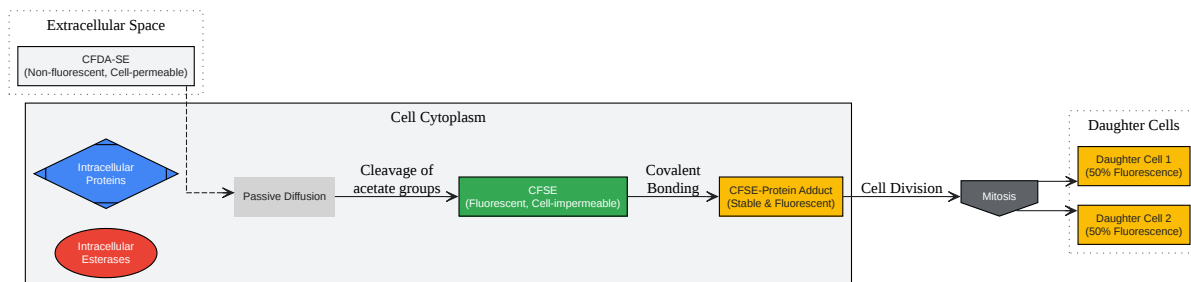 Extracellular Space
CFDA-SE
(Non-fluorescent, Cell-permeable)
Cell Cytoplasm
Intracellular
Proteins
Intracellular
Esterases
Passive Diffusion
Cleavage of
acetate groups
CFSE
(Fluorescent, Cell-impermeable)
Covalent
Bonding
CFSE-Protein Adduct
(Stable & Fluorescent)
Cell Division
Mitosis
Daughter Cells
Daughter Cell 1
(50% Fluorescence)
Daughter Cell 2
(50% Fluorescence)